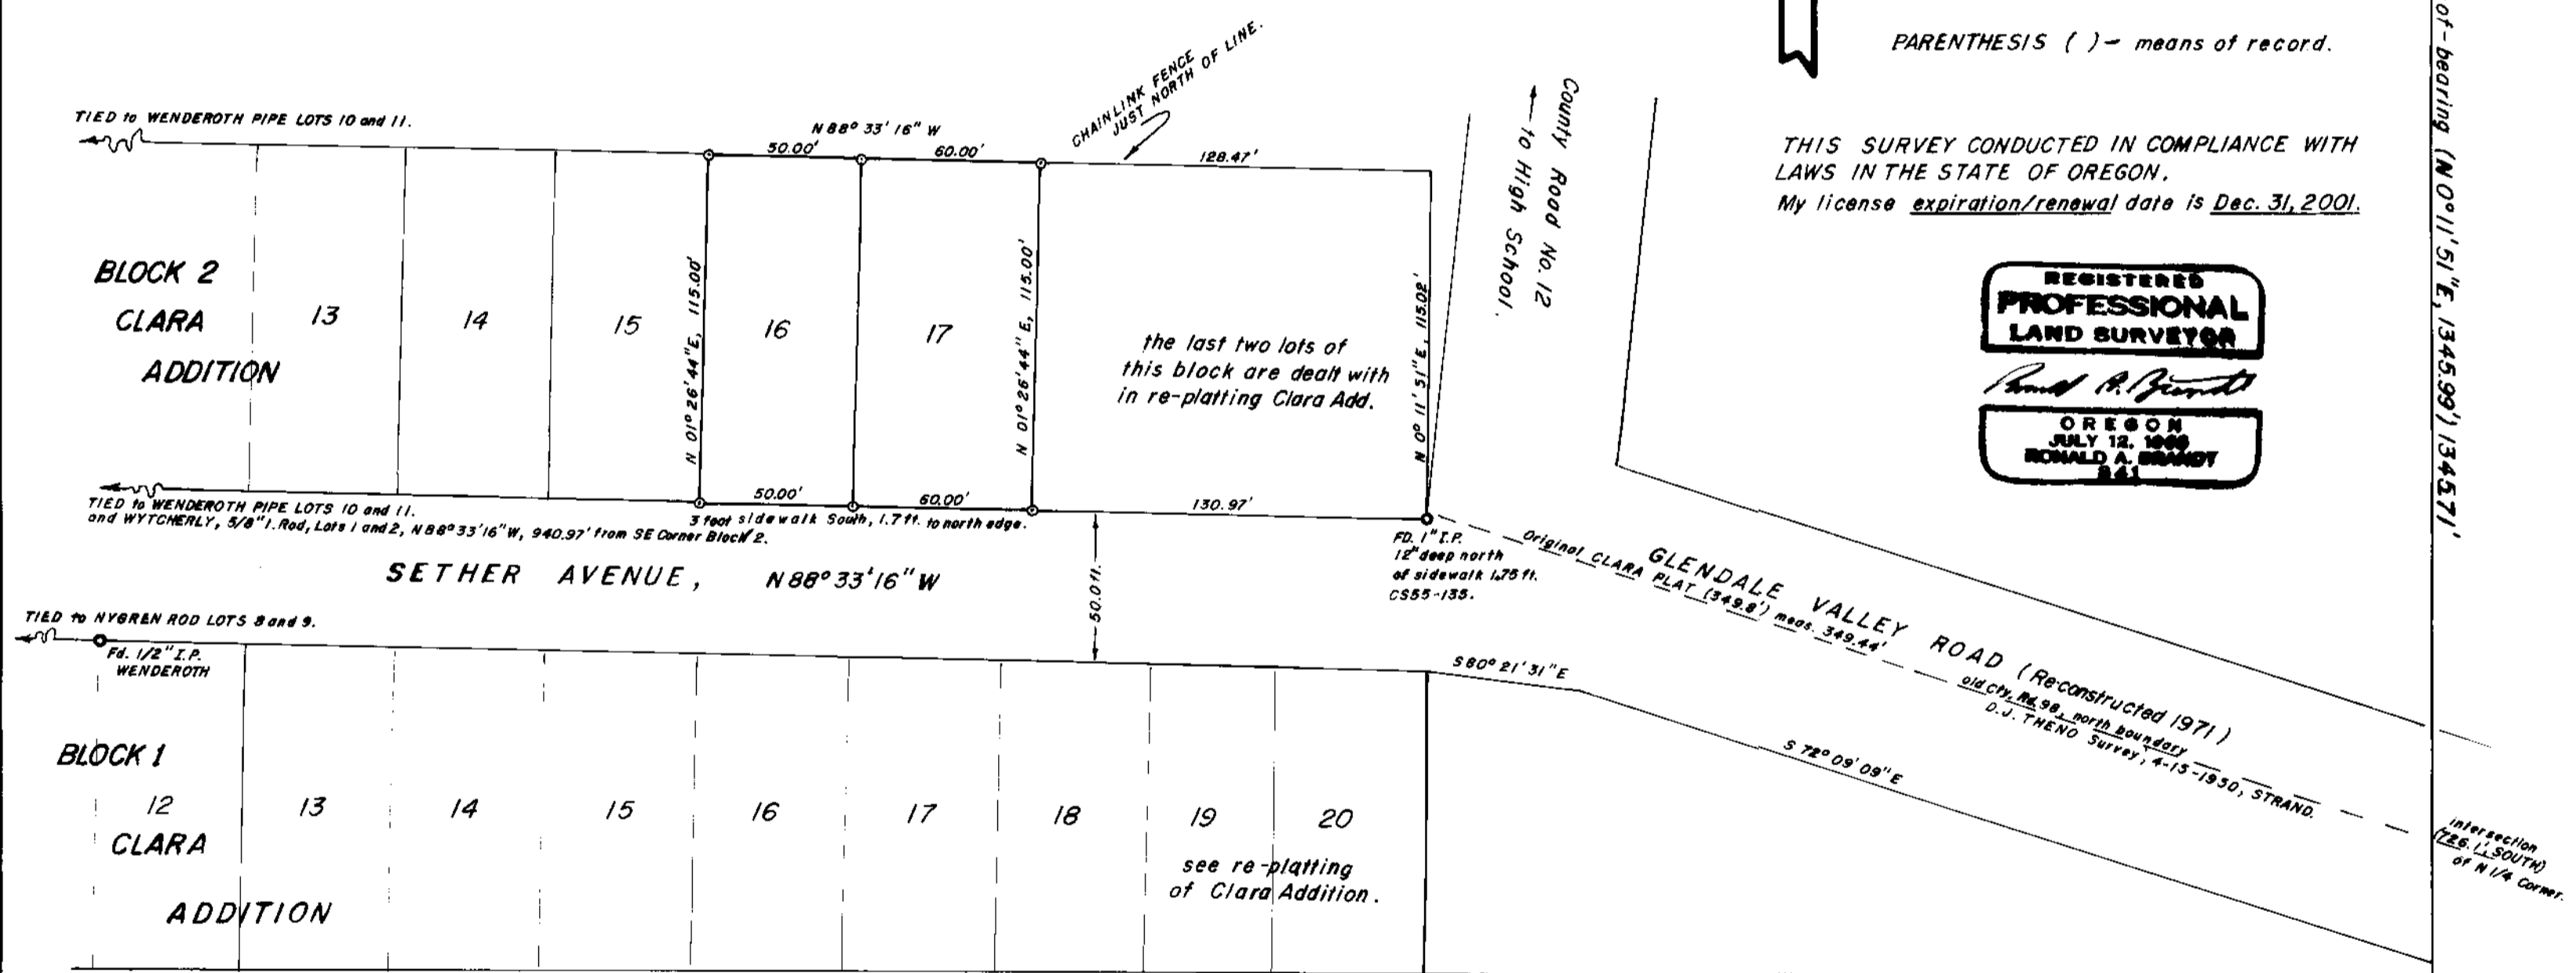 PARENTHESIS ( ) - means of record.
THIS SURVEY CONDUCTED IN COMPLIANCE WITH
LAWS IN THE STATE OF OREGON.
My license expiration/renewal date is Dec. 31, 2001.
REGISTERED
PROFESSIONAL
LAND SURVEYOR
OREGON
JULY 12,
RONALD A. BRANDT
841
of-bearing (N0°11'51"E, 1345.99') 1345.71'
CHAINLINK FENCE
JUST NORTH OF LINE.
County Road No. 12
to High School.
TIED to WENDEROTH PIPE LOTS 10 and 11.
N 88° 33' 16" W
50.00'
60.00'
128.47'
BLOCK 2
CLARA
ADDITION
13
14
15
N 01° 26' 44" E, 115.00'
16
17
N 01° 26' 44" E, 115.00'
the last two lots of
this block are dealt with
in re-platting Clara Add.
N 0° 11' 51" E, 115.02'
50.00'
60.00'
130.97'
TIED to WENDEROTH PIPE LOTS 10 and 11.
and WYTCHERLY, 5/8" I. Rod, Lots 1 and 2, N 88° 33' 16" W, 940.97' from SE Corner Block 2.
3 foot sidewalk South, 1.7 ft. to north edge.
FD. 1" I.P.
12" deep north
of sidewalk 1.75 ft.
CS55-135.
SETHER AVENUE, N 88° 33' 16" W
50.0 ft.
Original CLARA PLAT (349.8') meas. 349.44'
GLENDALE VALLEY ROAD (Re-constructed 1971)
old cty. Rd. 98, north boundary
D.J. THENO Survey, 4-15-1930, STRAND.
intersection
(726.1', SOUTH)
of N 1/4 Corner.
TIED to NYGREN ROD LOTS 8 and 9.
Fd. 1/2" I.P.
WENDEROTH
S 80° 21' 31" E
S 72° 09' 09" E
BLOCK 1
12
CLARA
ADDITION
13
14
15
16
17
18
19
20
see re-platting
of Clara Addition.